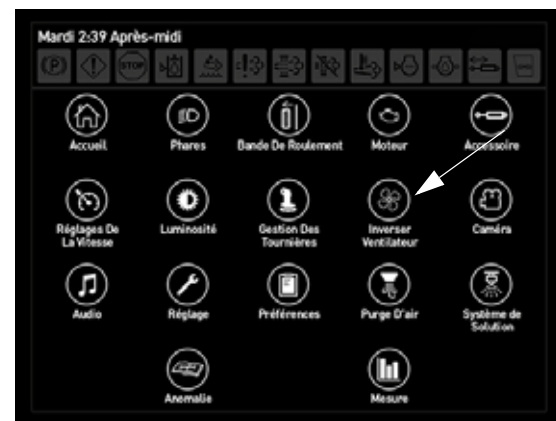 Mardi 2:39 Après-midi
STOP
Accueil
Phares
Bande De Roulement
Moteur
Accessoire
Réglages De
La Vitesse
Luminosité
Gestion Des
Tournières
Inverser
Ventilateur
Caméra
Audio
Réglage
Préférences
Purge D'air
Système de
Solution
Anomalie
Mesure